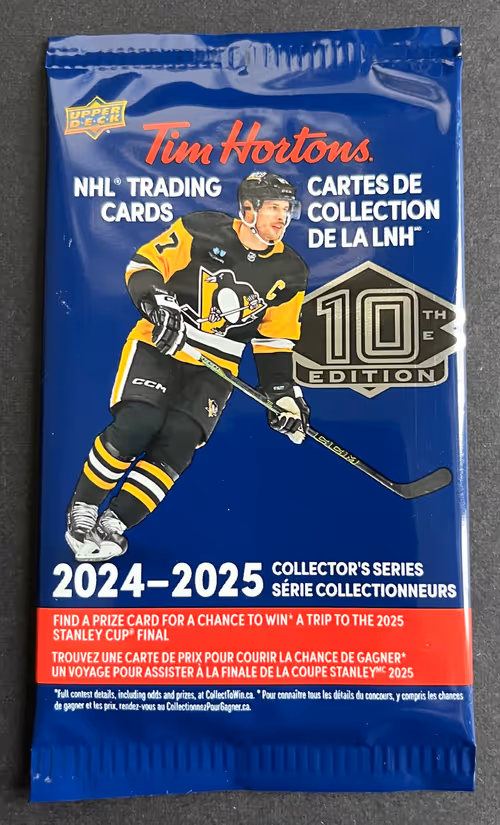 UPPER
D·E·C·K
Tim Hortons®
NHL® TRADING
CARDS
CARTES DE
COLLECTION
DE LA LNH
10TH
E
EDITION
7
C
CCM
2024–2025
COLLECTOR'S SERIES
SÉRIE COLLECTIONNEURS
FIND A PRIZE CARD FOR A CHANCE TO WIN* A TRIP TO THE 2025
STANLEY CUP® FINAL
TROUVEZ UNE CARTE DE PRIX POUR COURIR LA CHANCE DE GAGNER*
UN VOYAGE POUR ASSISTER À LA FINALE DE LA COUPE STANLEYMC 2025
*Full contest details, including odds and prizes, at CollectToWin.ca. * Pour connaître tous les détails du concours, y compris les chances
de gagner et les prix, rendez-vous au CollectionnezPourGagner.ca.